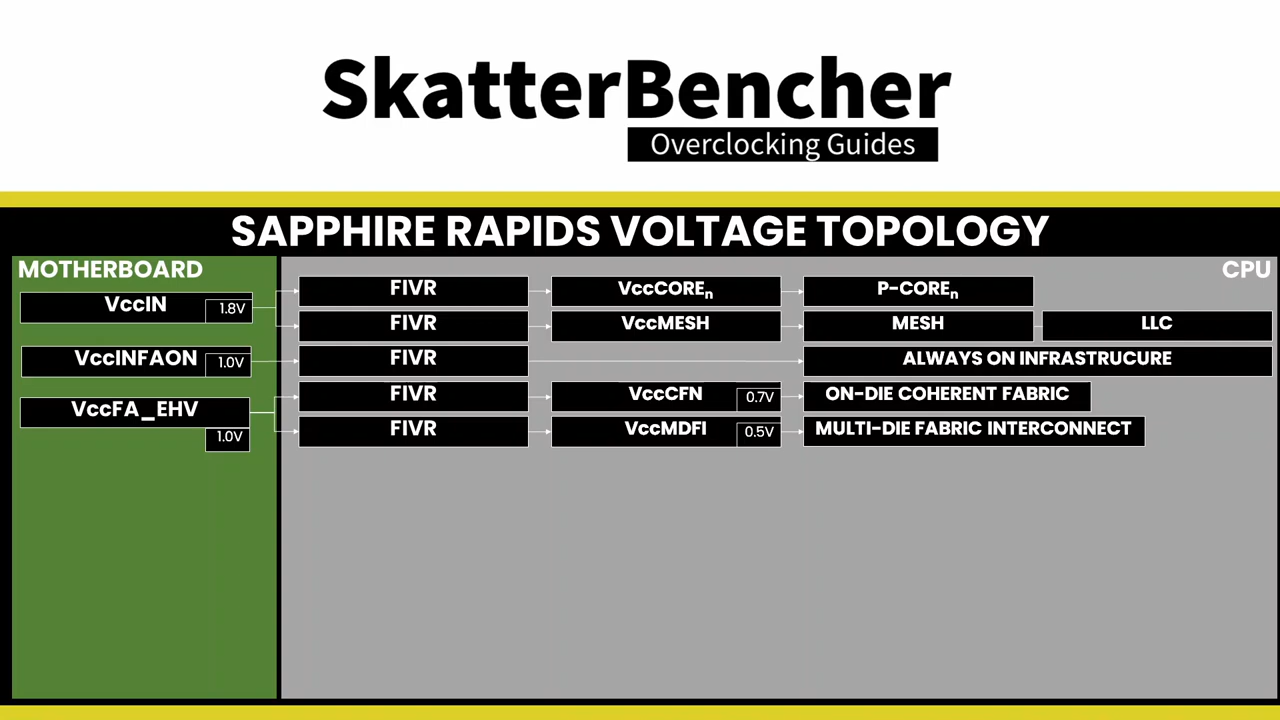 SkatterBencher
Overclocking Guides
SAPPHIRE RAPIDS VOLTAGE TOPOLOGY
MOTHERBOARD
CPU
VccIN 1.8V
FIVR
VccCOREn
P-COREn
FIVR
VccMESH
MESH
LLC
VccINFAON 1.0V
FIVR
ALWAYS ON INFRASTRUCURE
VccFA_EHV
1.0V
FIVR
VccCFN 0.7V
ON-DIE COHERENT FABRIC
FIVR
VccMDFI 0.5V
MULTI-DIE FABRIC INTERCONNECT